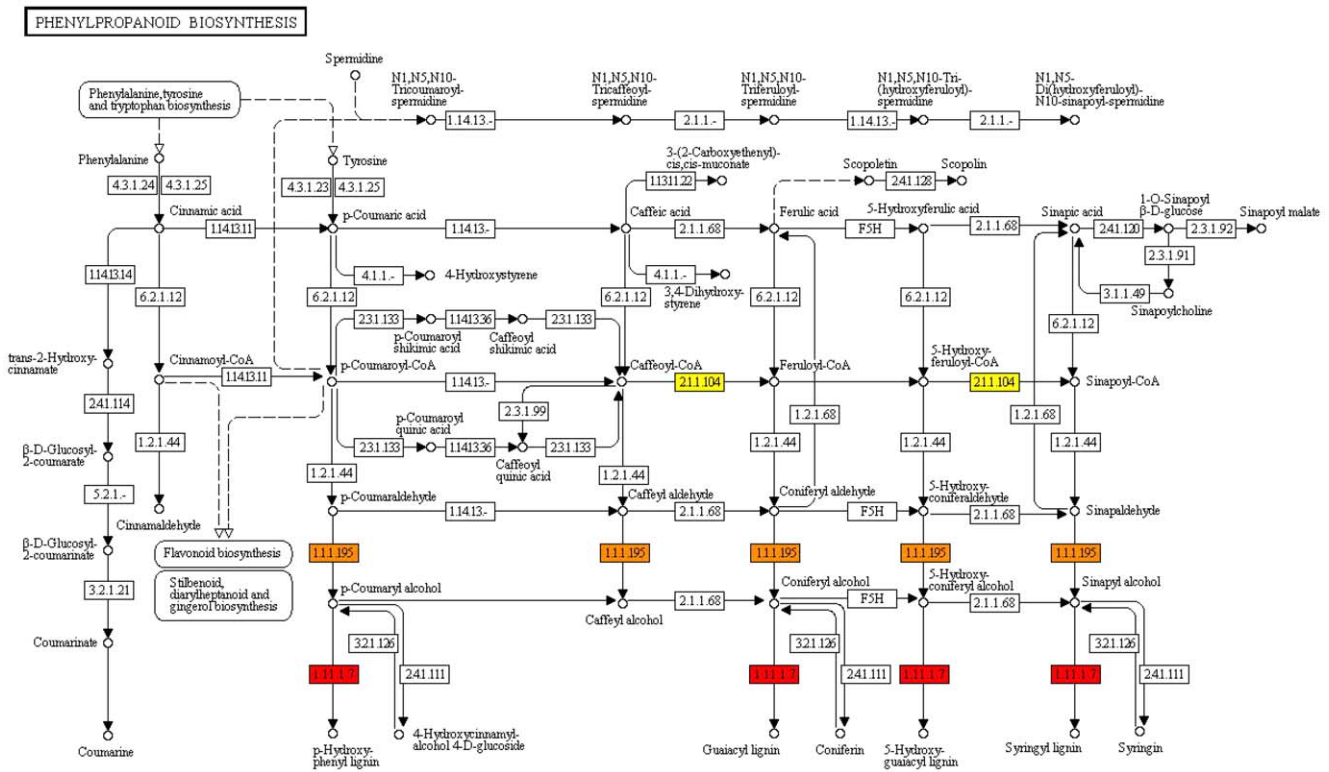 PHENYLPROPANOID BIOSYNTHESIS
Spermidine
Phenylalanine, tyrosine
and tryptophan biosynthesis
N1,N5,N10-
Tricoumaroyl-
spermidine
N1,N5,N10-
Tricaffeoyl-
spermidine
N1,N5,N10-
Triferuloyl-
spermidine
N1,N5,N10-Tri-
(hydroxyferuloyl)-
spermidine
N1,N5-
Di(hydroxyferuloyl)-
N10-sinapoyl-spermidine
1.14.13.-
2.1.1.-
1.14.13.-
2.1.1.-
Phenylalanine
Tyrosine
3-(2-Carboxyethenyl)-
cis,cis-muconate
1.13.11.22
Scopoletin
2.4.1.128
Scopolin
4.3.1.24
4.3.1.25
4.3.1.23
4.3.1.25
Cinnamic acid
1.14.13.11
p-Coumaric acid
1.14.13.-
Caffeic acid
2.1.1.68
Ferulic acid
F5H
5-Hydroxyferulic acid
2.1.1.68
Sinapic acid
2.4.1.120
1-O-Sinapoyl
β-D-glucose
2.3.1.92
Sinapoyl malate
2.3.1.91
1.14.13.14
4.1.1.-
4-Hydroxystyrene
4.1.1.-
3,4-Dihydroxy-
styrene
3.1.1.49
Sinapoylcholine
6.2.1.12
6.2.1.12
6.2.1.12
6.2.1.12
6.2.1.12
6.2.1.12
2.3.1.133
p-Coumaroyl
shikimic acid
1.14.13.36
Caffeoyl
shikimic acid
2.3.1.133
trans-2-Hydroxy-
cinnamate
Cinnamoyl-CoA
1.14.13.11
p-Coumaroyl-CoA
1.14.13.-
Caffeoyl-CoA
2.1.1.104
Feruloyl-CoA
5-Hydroxy-
feruloyl-CoA
2.1.1.104
Sinapoyl-CoA
2.4.1.114
2.3.1.99
1.2.1.68
1.2.1.68
p-Coumaroyl
quinic acid
2.3.1.133
1.14.13.36
Caffeoyl
quinic acid
2.3.1.133
1.2.1.44
1.2.1.44
1.2.1.44
1.2.1.44
1.2.1.44
1.2.1.44
β-D-Glucosyl-
2-coumarate
5.2.1.-
Cinnamaldehyde
p-Coumaraldehyde
1.14.13.-
Caffeyl aldehyde
2.1.1.68
Coniferyl aldehyde
F5H
5-Hydroxy-
coniferaldehyde
2.1.1.68
Sinapaldehyde
β-D-Glucosyl-
2-coumarinate
Flavonoid biosynthesis
1.1.1.195
1.1.1.195
1.1.1.195
1.1.1.195
1.1.1.195
3.2.1.21
Stilbenoid,
diarylheptanoid and
gingerol biosynthesis
p-Coumaryl alcohol
Caffeyl alcohol
2.1.1.68
Coniferyl alcohol
F5H
5-Hydroxy-
coniferyl alcohol
2.1.1.68
Sinapyl alcohol
Coumarinate
3.2.1.126
3.2.1.126
3.2.1.126
1.11.1.7
2.4.1.111
1.11.1.7
2.4.1.111
1.11.1.7
1.11.1.7
2.4.1.111
Coumarine
p-Hydroxy-
phenyl lignin
4-Hydroxycinnamyl-
alcohol 4-D-glucoside
Guaiacyl lignin
Coniferin
5-Hydroxy-
guaiacyl lignin
Syringyl lignin
Syringin